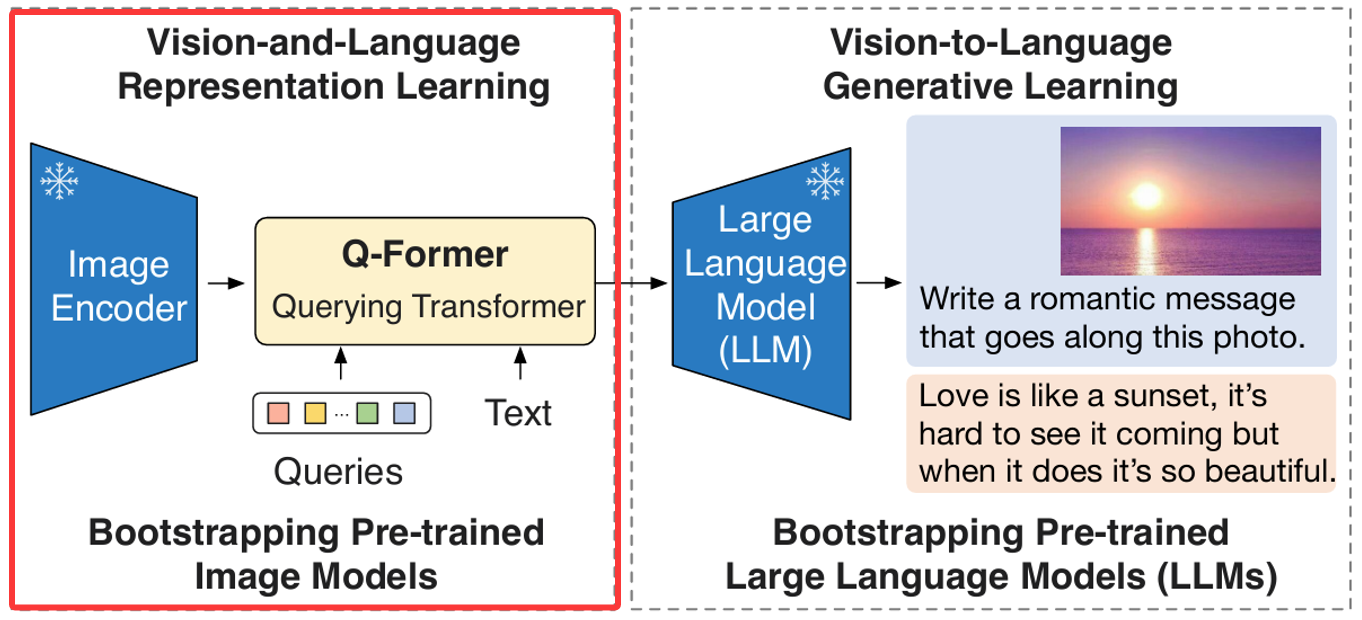 Vision-and-Language
Representation Learning
Image
Encoder
Q-Former
Querying Transformer
...
Queries
Text
Bootstrapping Pre-trained
Image Models
Vision-to-Language
Generative Learning
Large
Language
Model
(LLM)
Write a romantic message
that goes along this photo.
Love is like a sunset, it's
hard to see it coming but
when it does it's so beautiful.
Bootstrapping Pre-trained
Large Language Models (LLMs)